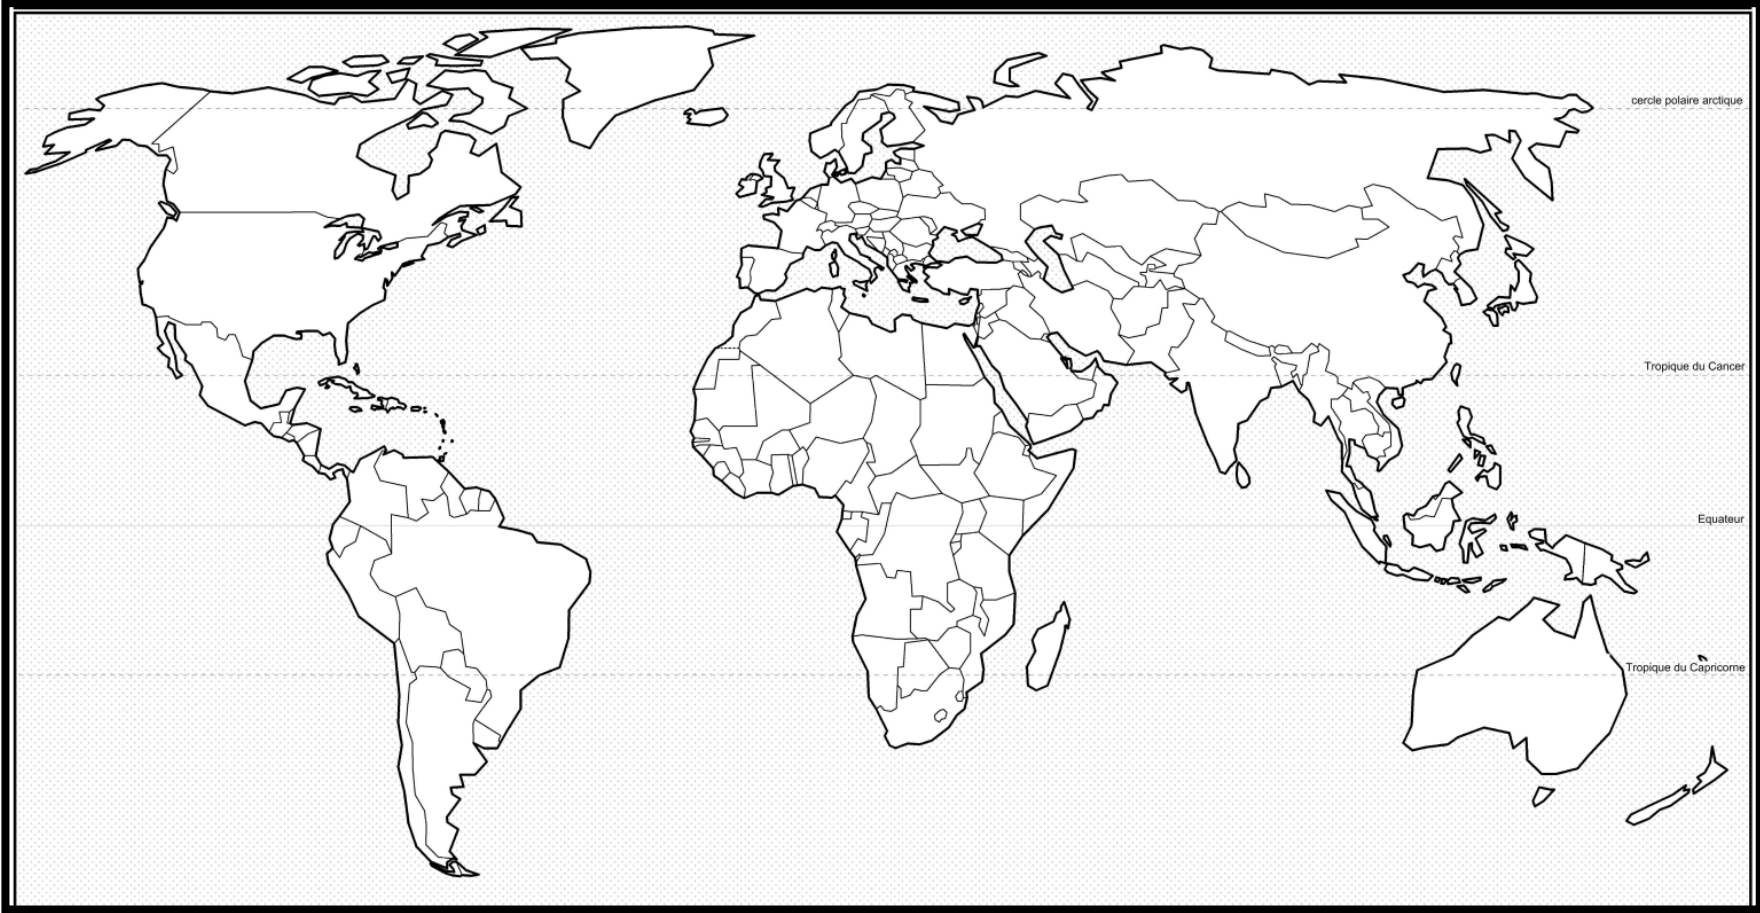 cercle polaire arctique
Tropique du Cancer
Equateur
Tropique du Capricorne